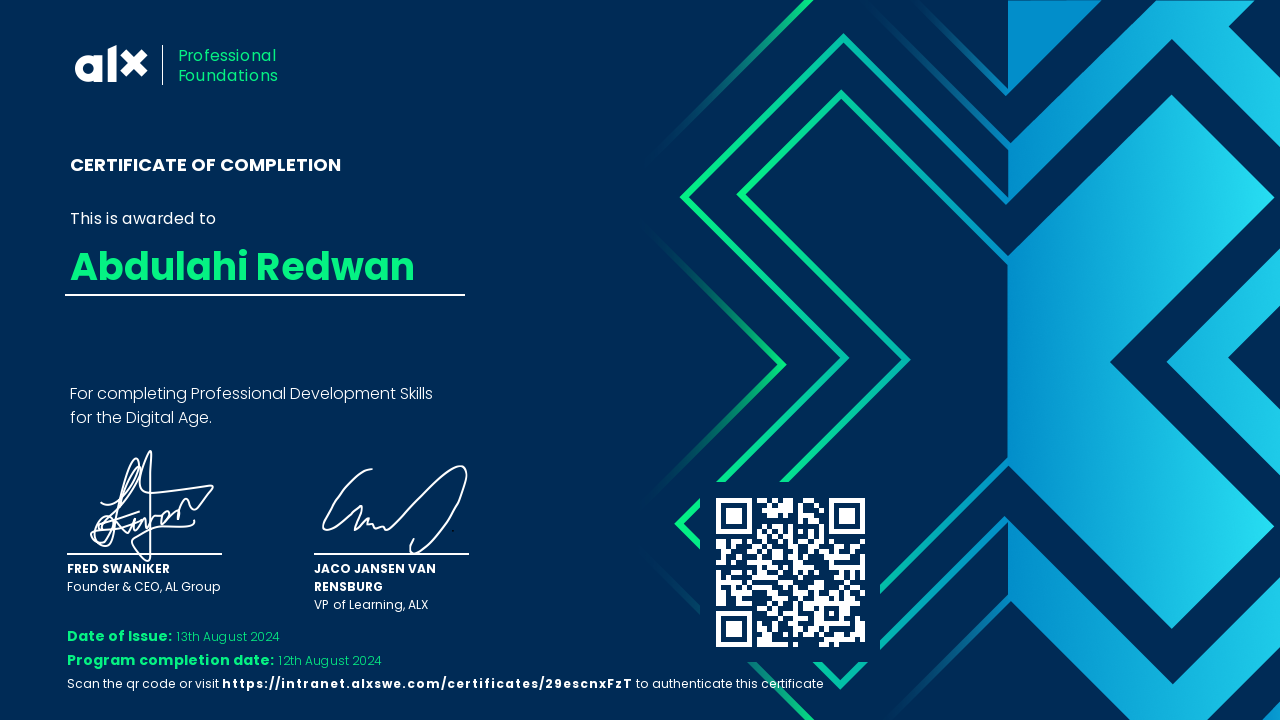 alx
Professional
Foundations
CERTIFICATE OF COMPLETION
This is awarded to
Abdulahi Redwan
For completing Professional Development Skills
for the Digital Age.
FRED SWANIKER
Founder & CEO, AL Group
JACO JANSEN VAN
RENSBURG
VP of Learning, ALX
Date of Issue: 13th August 2024
Program completion date: 12th August 2024
Scan the qr code or visit https://intranet.alxswe.com/certificates/29escnxFzT to authenticate this certificate